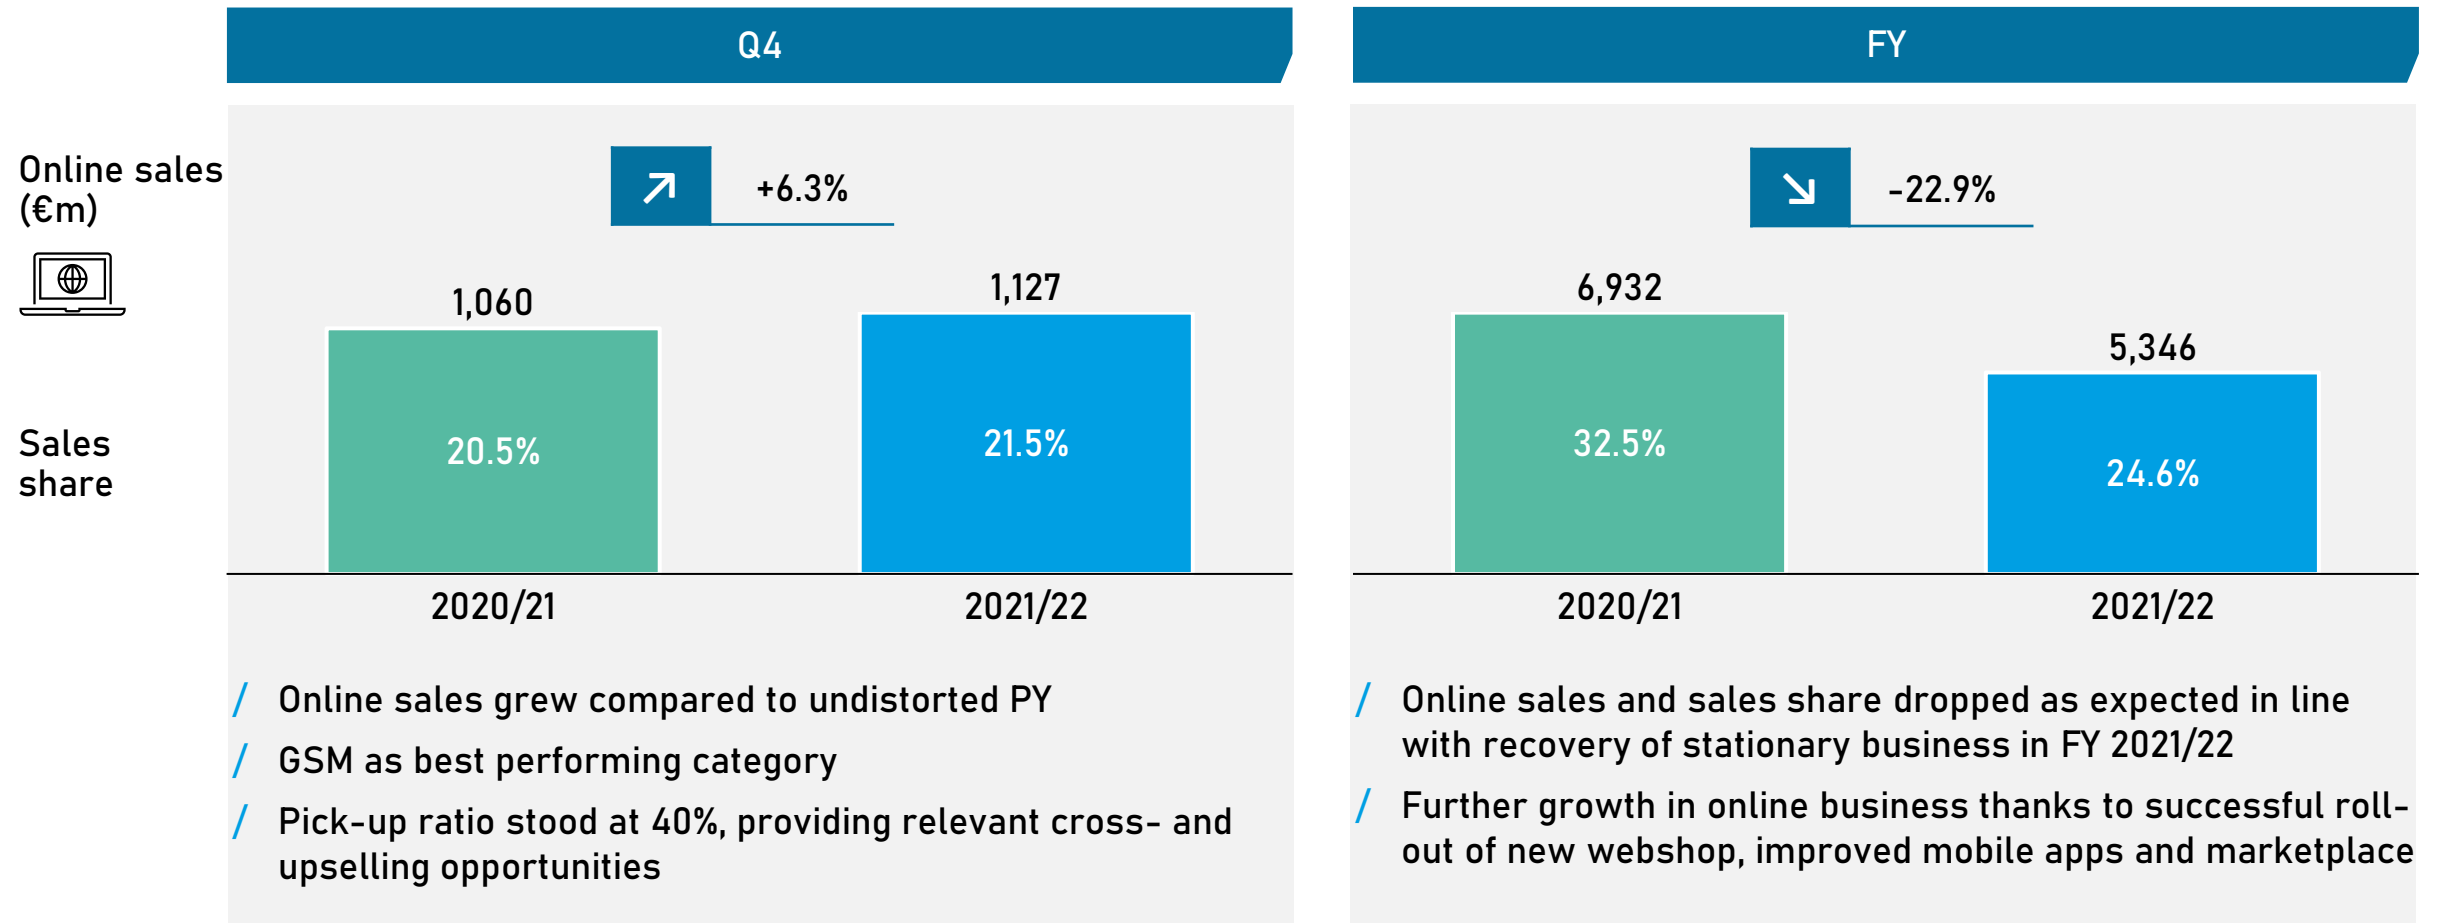 Q4
FY
Online sales
(€m)
+6.3%
-22.9%
1,060
1,127
6,932
5,346
Sales
share
20.5%
21.5%
32.5%
24.6%
2020/21
2021/22
2020/21
2021/22
/ Online sales grew compared to undistorted PY
/ GSM as best performing category
/ Pick-up ratio stood at 40%, providing relevant cross- and
upselling opportunities
/ Online sales and sales share dropped as expected in line
with recovery of stationary business in FY 2021/22
/ Further growth in online business thanks to successful roll-
out of new webshop, improved mobile apps and marketplace